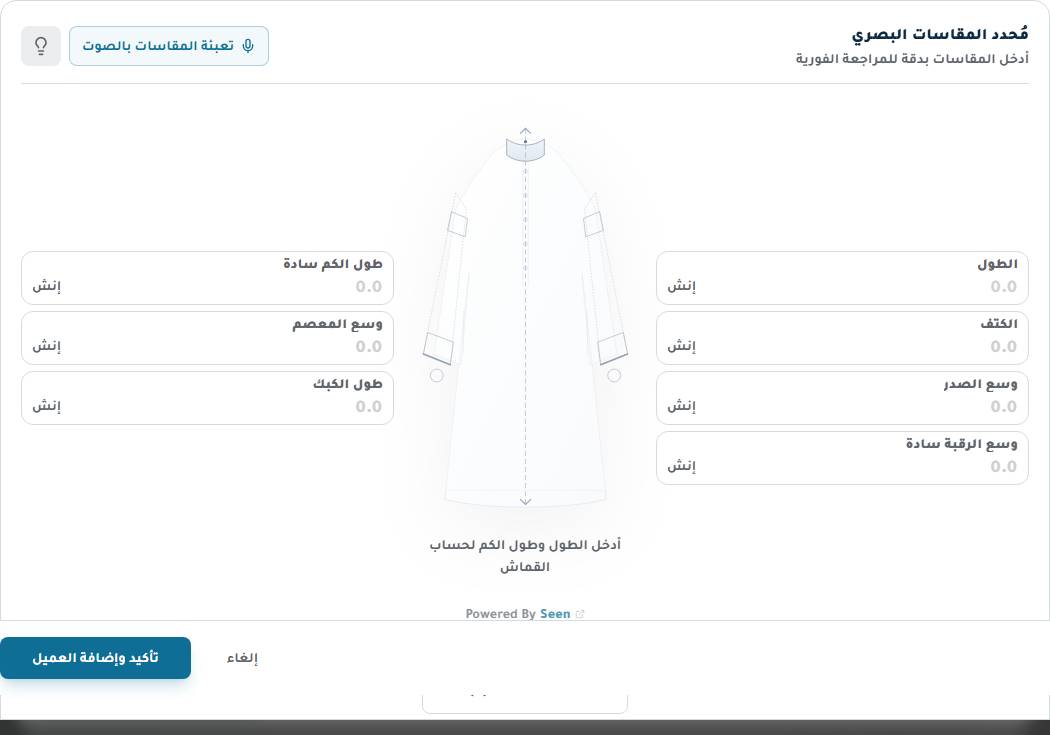 مُحدد المقاسات البصري
أدخل المقاسات بدقة للمراجعة الفورية
تعبئة المقاسات بالصوت
الطول
0.0
إنش
الكتف
0.0
إنش
وسع الصدر
0.0
إنش
وسع الرقبة سادة
0.0
إنش
طول الكم سادة
0.0
إنش
وسع المعصم
0.0
إنش
طول الكبك
0.0
إنش
أدخل الطول وطول الكم لحساب
القماش
Powered By Seen
إلغاء
تأكيد وإضافة العميل